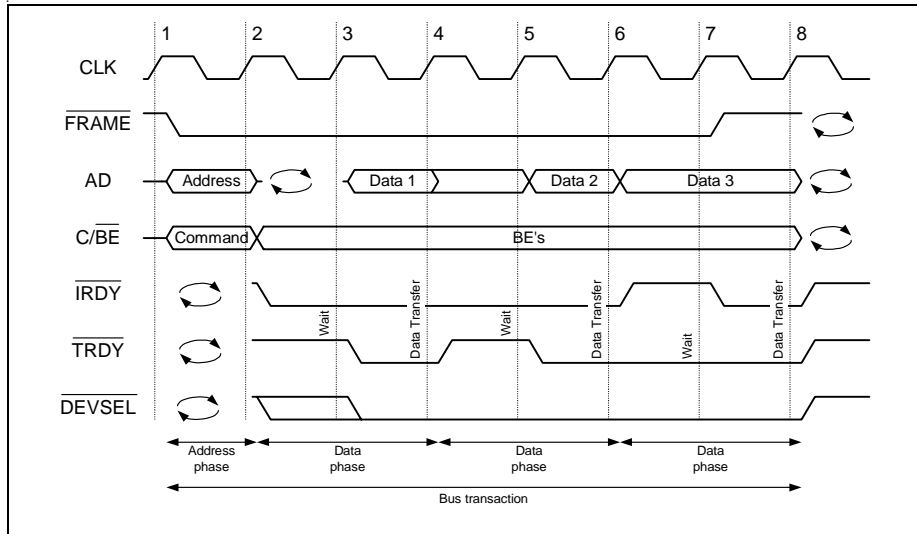 1 2 3 4 5 6 7 8
CLK
FRAME
AD
Address
Data 1
Data 2
Data 3
C/BE
Command
BE's
IRDY
Wait
Data Transfer
Wait
Data Transfer
Wait
Data Transfer
TRDY
DEVSEL
Address
phase
Data
phase
Data
phase
Data
phase
Bus transaction